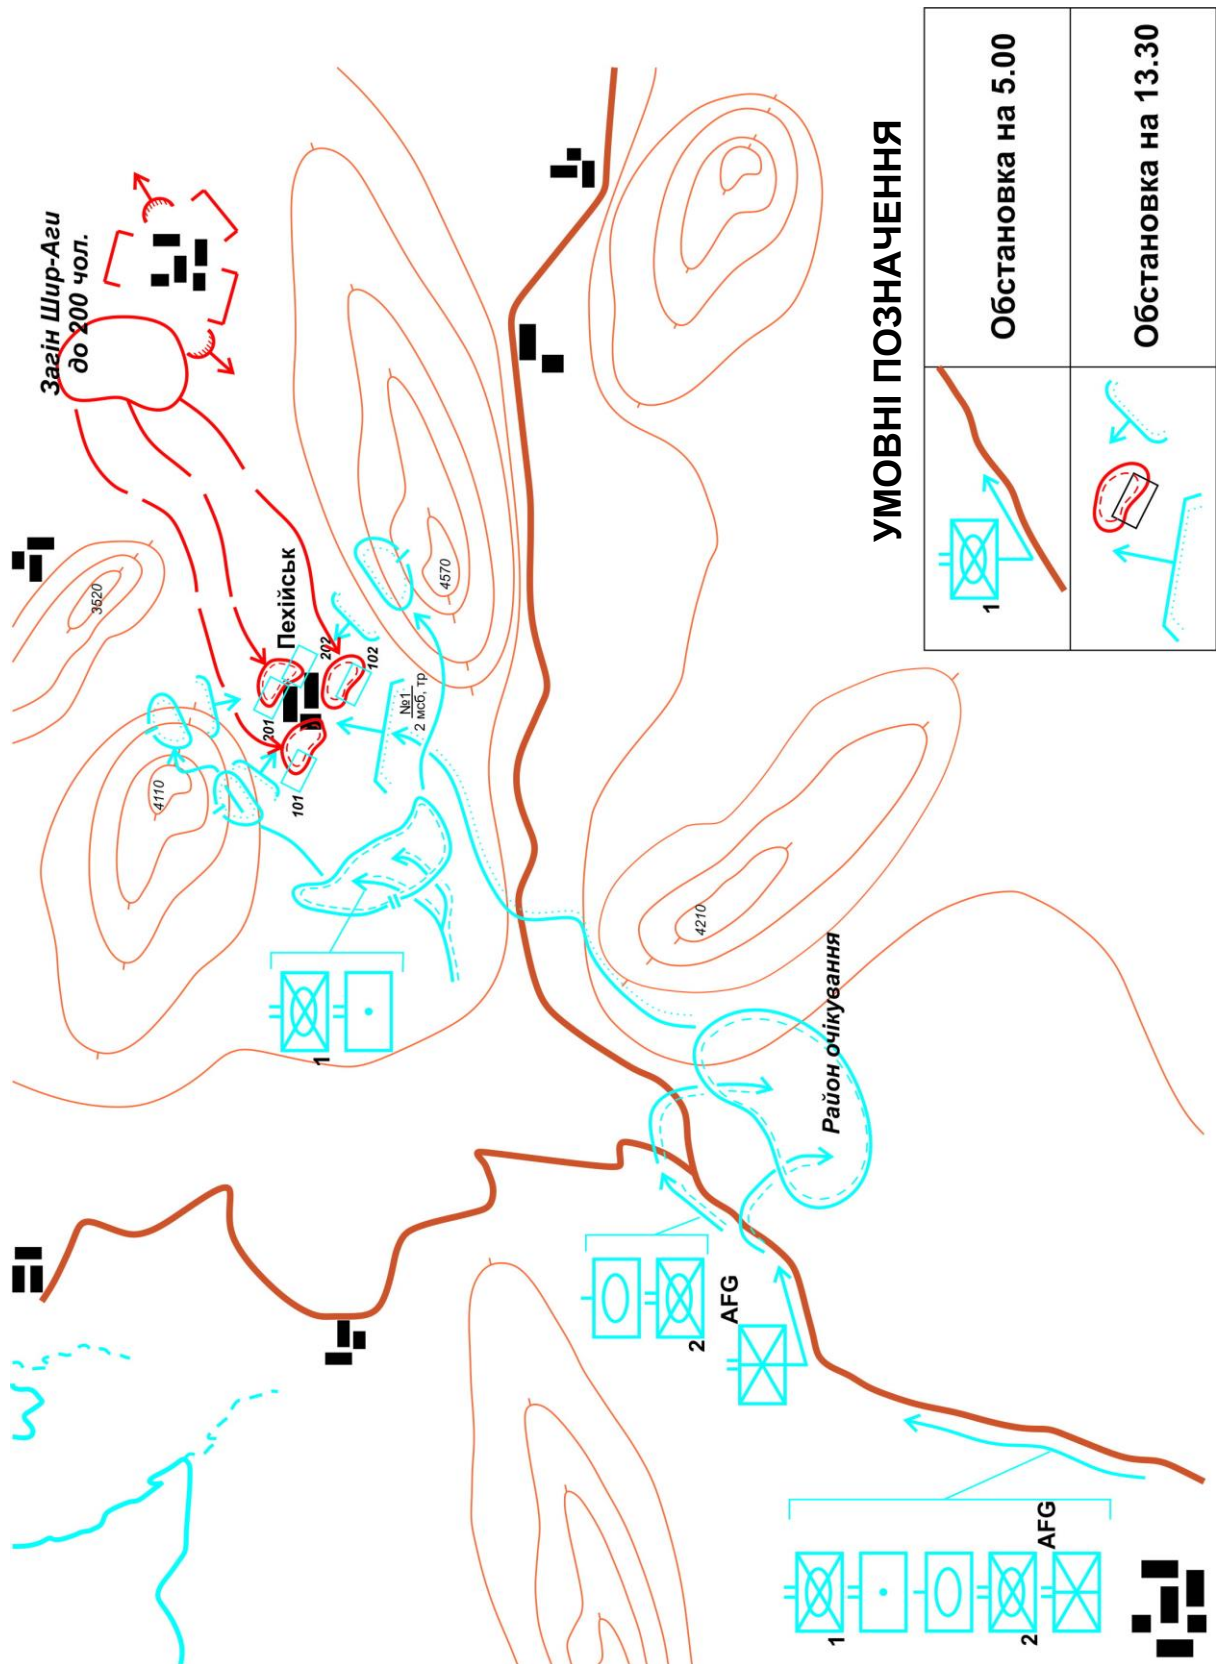 Загін Шир-Аги
до 200 чол.
3520
Пехійськ
4570
202
102
201
101
№1
2 мсб, тр
4110
1
4210
Район очікування
2
AFG
1
2
AFG
УМОВНІ ПОЗНАЧЕННЯ
1
Обстановка на 5.00
Обстановка на 13.30